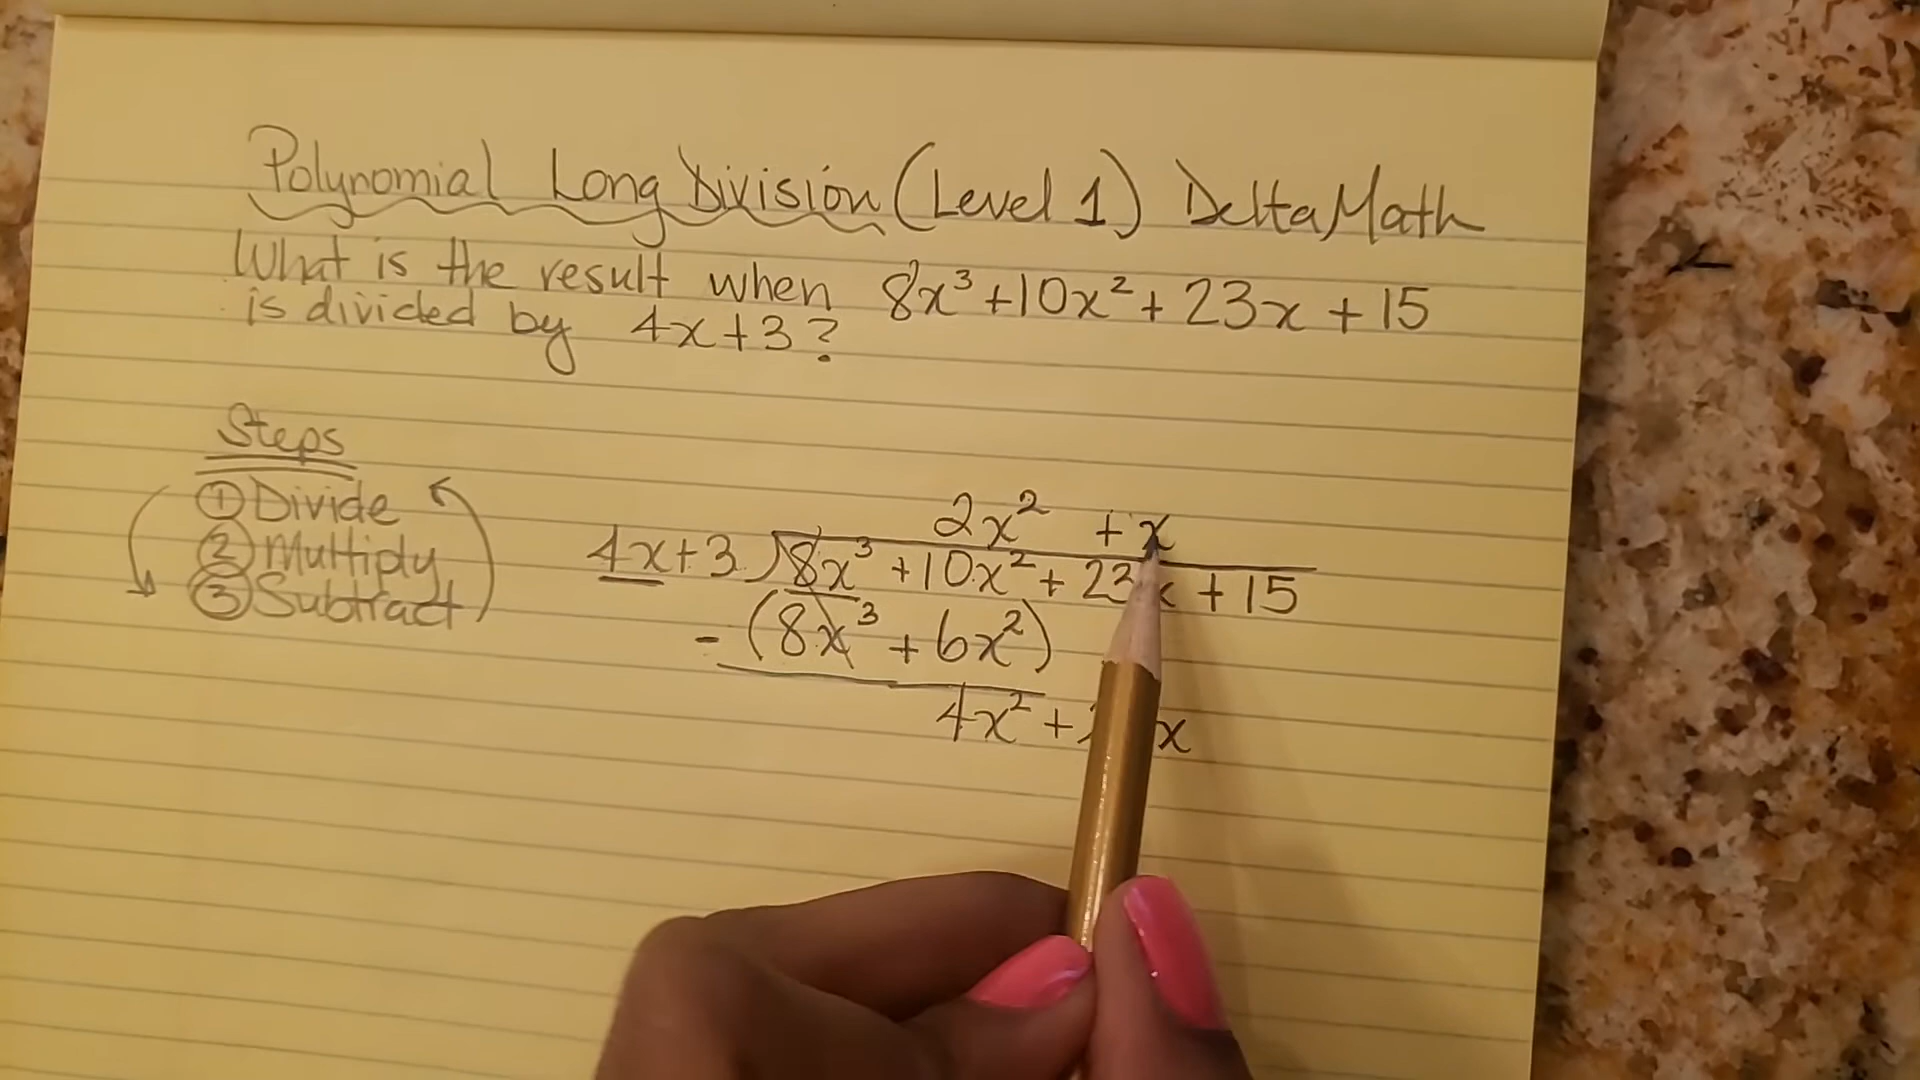 Polynomial Long Division (Level 1) DeltaMath
What is the result when 8x³ + 10x² + 23x + 15
is divided by 4x + 3?
Steps
① Divide
② Multiply
③ Subtract
2x² + x
4x + 3 ) 8x³ + 10x² + 23x + 15
- (8x³ + 6x²)
4x² + x